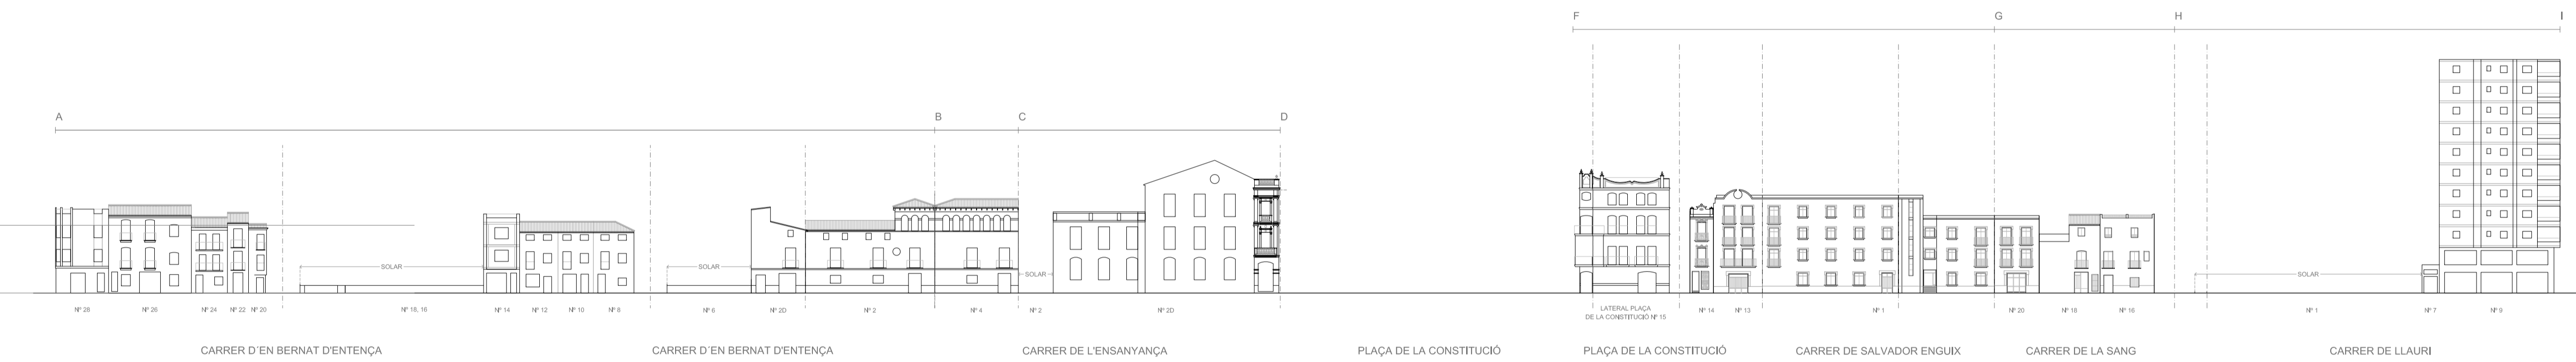 F G H I
A B C D
SOLAR SOLAR SOLAR SOLAR
Nº 28 Nº 26 Nº 24 Nº 22 Nº 20 Nº 18, 16 Nº 14 Nº 12 Nº 10 Nº 8 Nº 6 Nº 2D Nº 2 Nº 4 Nº 2 Nº 2D LATERAL PLAÇA Nº 14 Nº 13 Nº 1 Nº 20 Nº 18 Nº 16 Nº 1 Nº 7 Nº 9
DE LA CONSTITUCIÓ Nº 15
CARRER D´EN BERNAT D'ENTENÇA CARRER D´EN BERNAT D'ENTENÇA CARRER DE L'ENSANYANÇA PLAÇA DE LA CONSTITUCIÓ PLAÇA DE LA CONSTITUCIÓ CARRER DE SALVADOR ENGUIX CARRER DE LA SANG CARRER DE LLAURI